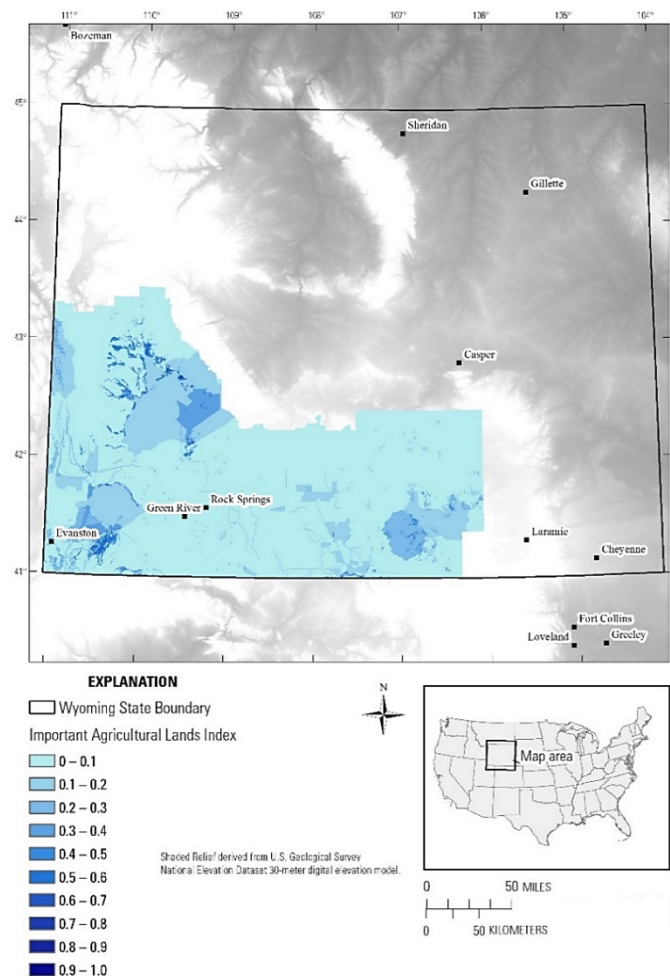 111° 110° 109° 108° 107° 106° 105° 104°
Bozeman
45°
Sheridan
Gillette
44°
43°
Casper
42°
Rock Springs
Green River
Evanston
Laramie
Cheyenne
41°
Fort Collins
Loveland
Greeley
EXPLANATION
Wyoming State Boundary
Important Agricultural Lands Index
0 – 0.1
0.1 – 0.2
0.2 – 0.3
0.3 – 0.4
0.4 – 0.5
0.5 – 0.6
0.6 – 0.7
0.7 – 0.8
0.8 – 0.9
0.9 – 1.0
N
Map area
Shaded Relief derived from U.S. Geological Survey
National Elevation Dataset 30-meter digital elevation model.
0 50 MILES
0 50 KILOMETERS